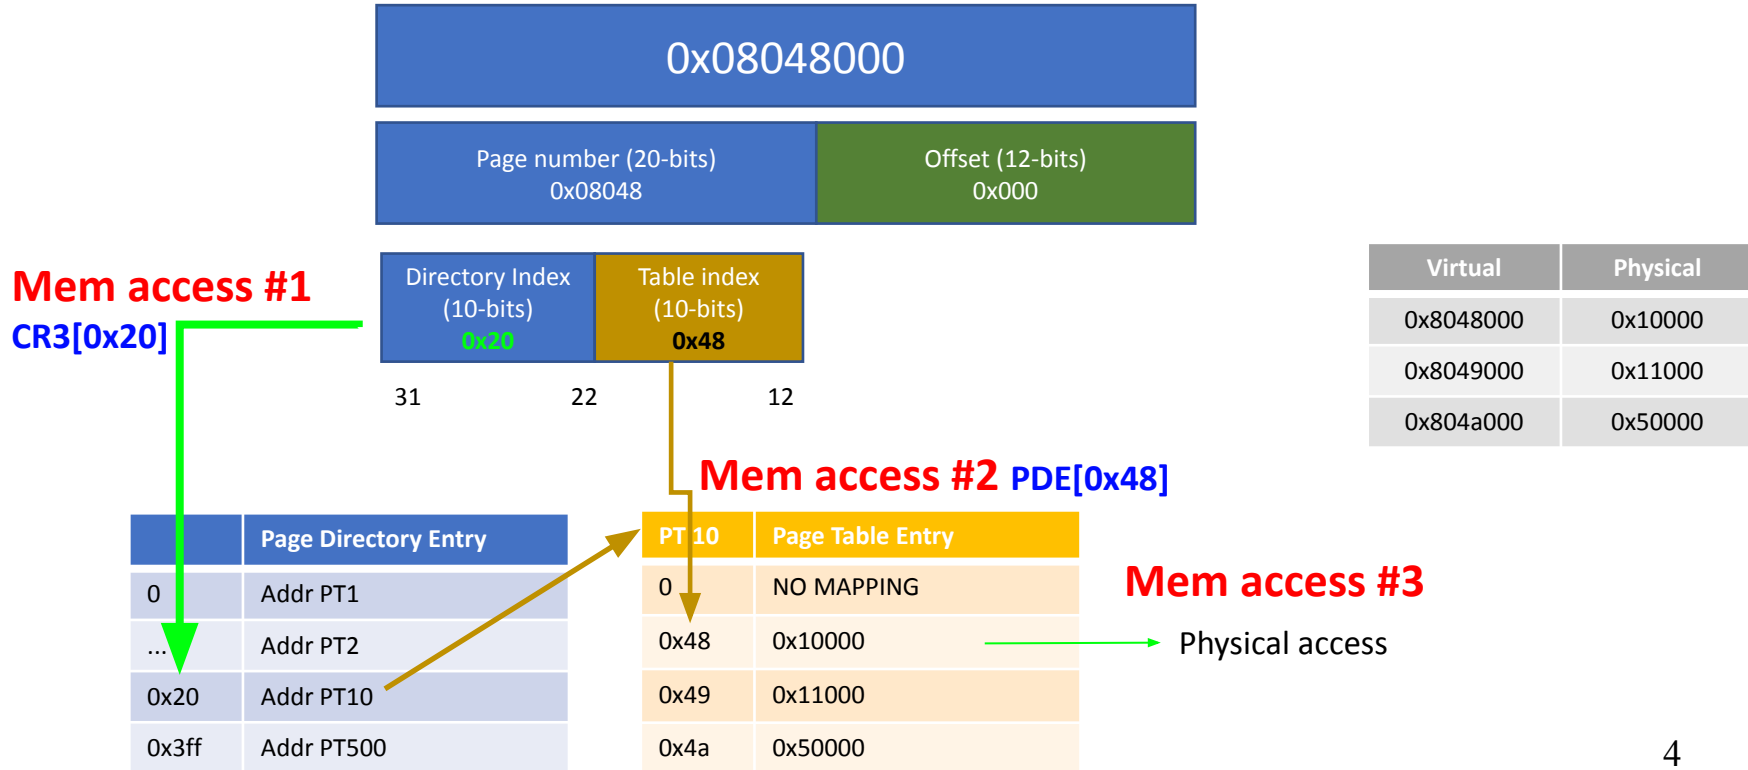 0x08048000
Page number (20-bits)
0x08048
Offset (12-bits)
0x000
Mem access #1
CR3[0x20]
Directory Index
(10-bits)
0x20
Table index
(10-bits)
0x48
31
22
12
Virtual Physical
0x8048000 0x10000
0x8049000 0x11000
0x804a000 0x50000
Mem access #2 PDE[0x48]
Page Directory Entry
0 Addr PT1
... Addr PT2
0x20 Addr PT10
0x3ff Addr PT500
PT 10 Page Table Entry
0 NO MAPPING
0x48 0x10000
0x49 0x11000
0x4a 0x50000
Mem access #3
Physical access
4